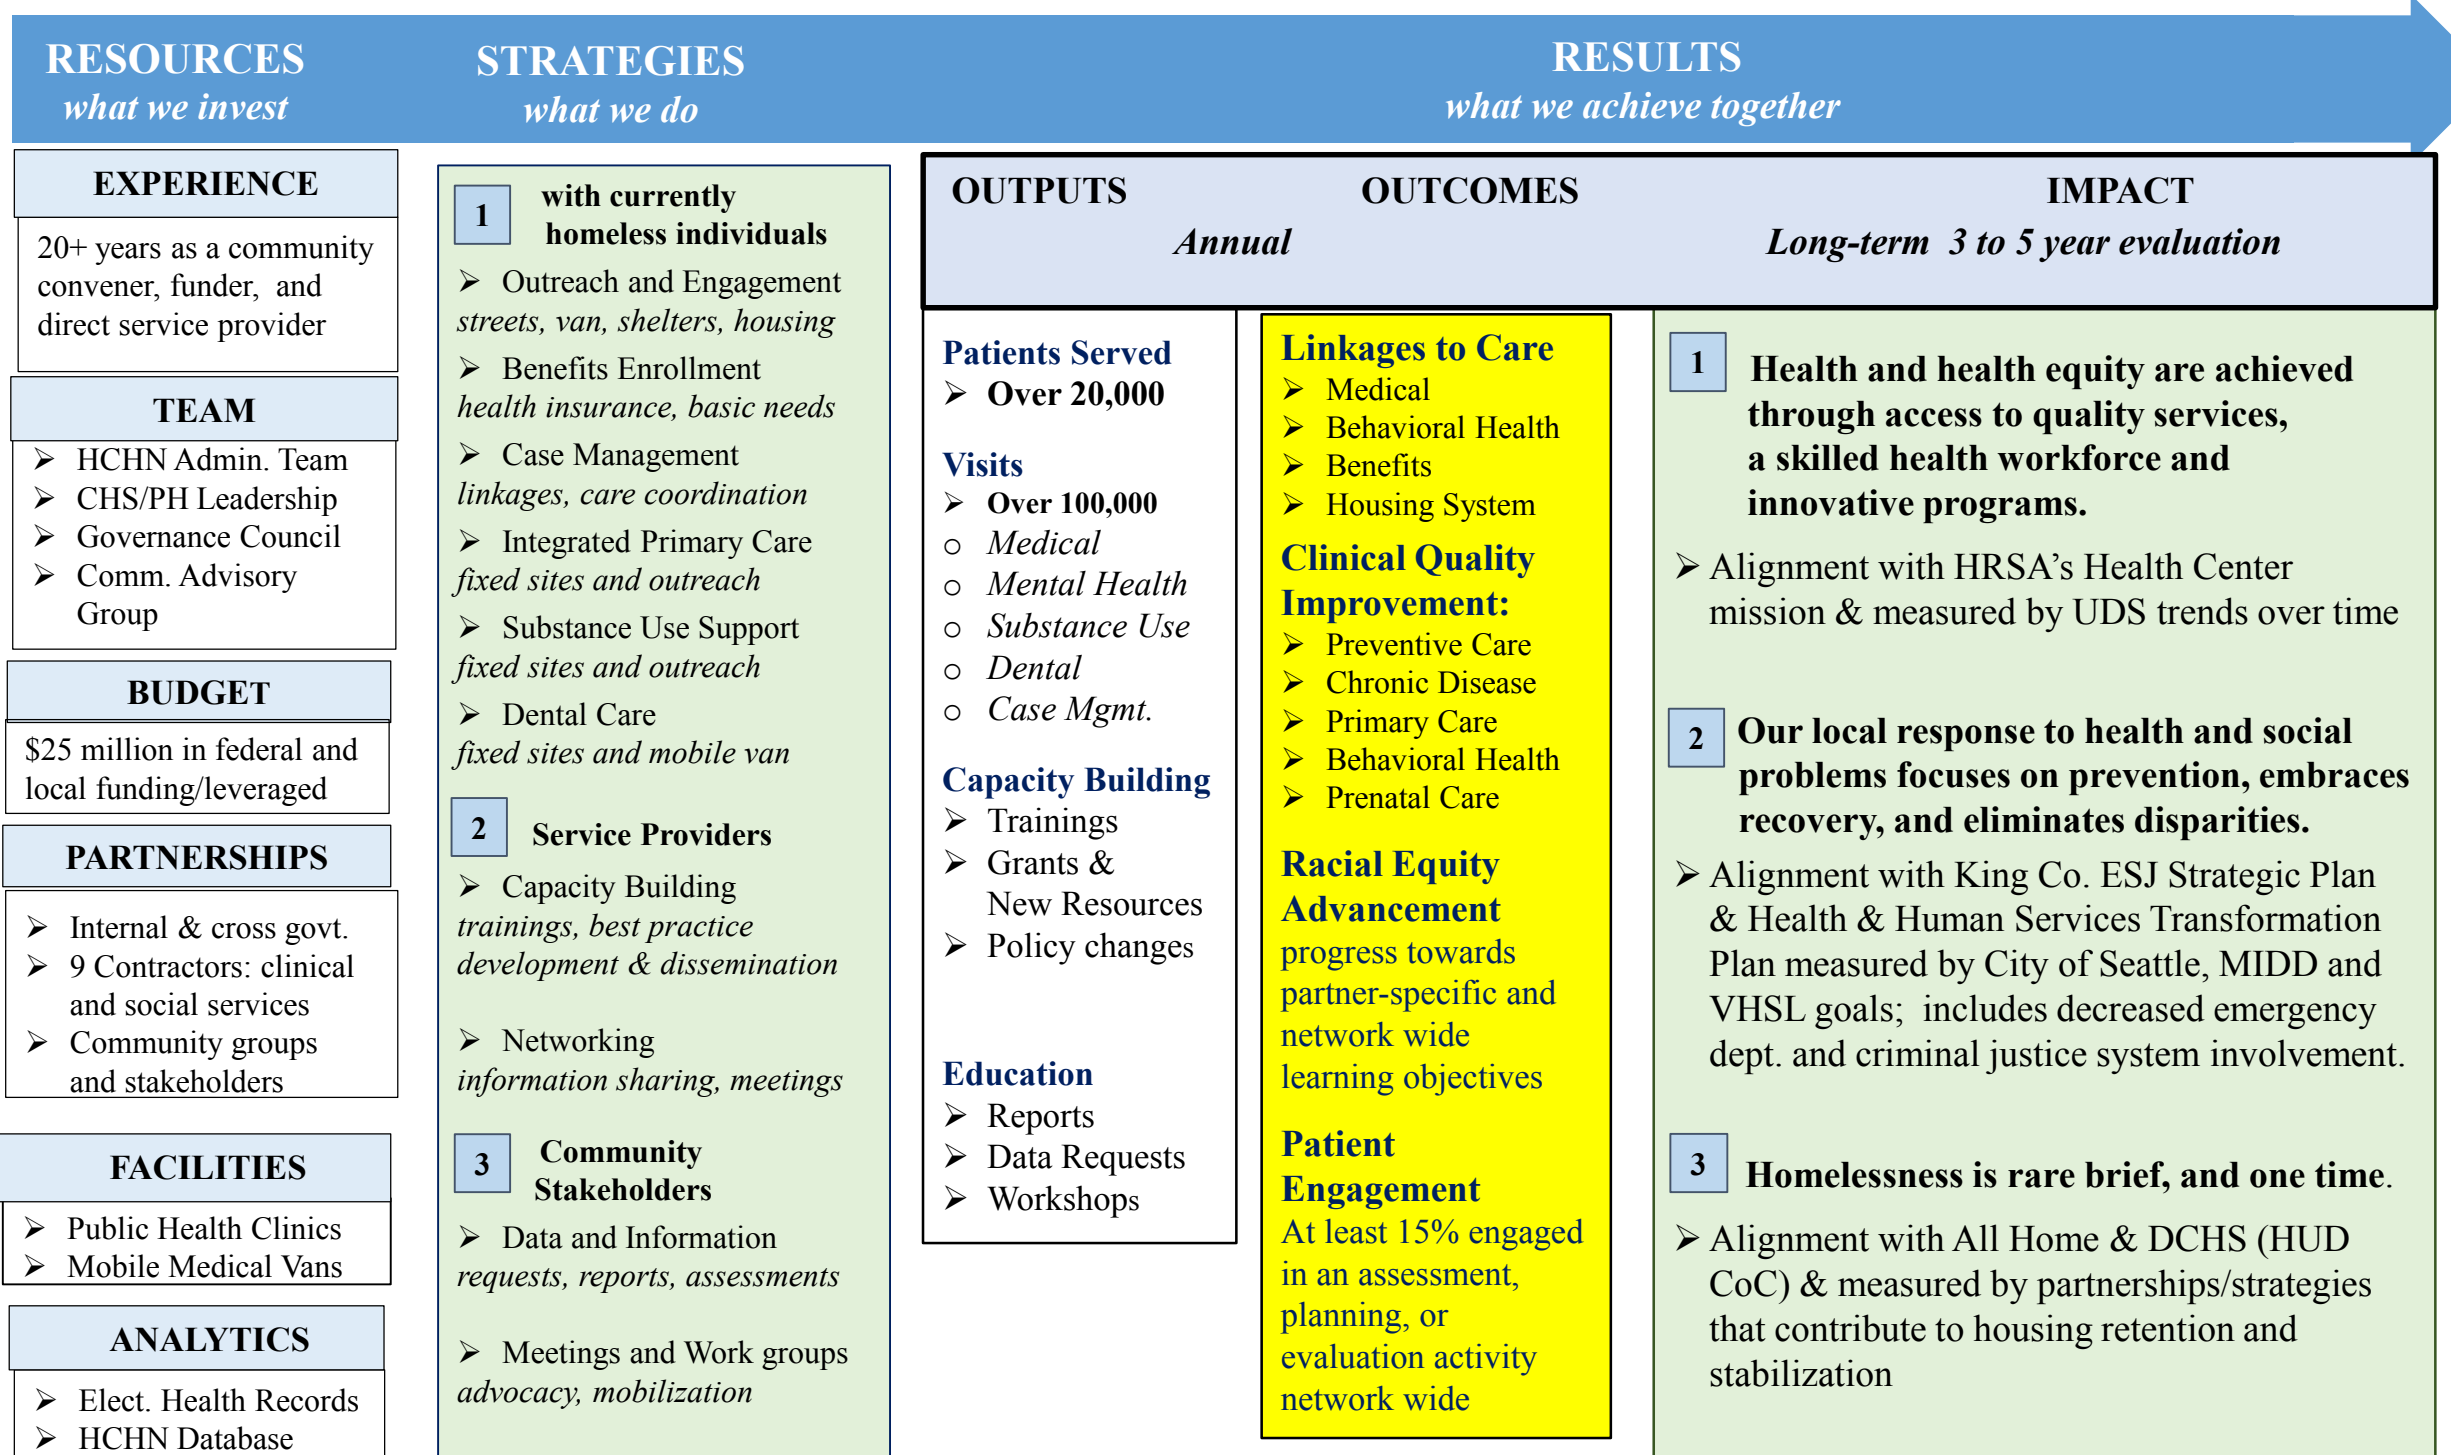 RESOURCES
what we invest
STRATEGIES
what we do
RESULTS
what we achieve together
EXPERIENCE
20+ years as a community
convener, funder, and
direct service provider
TEAM
➢ HCHN Admin. Team
➢ CHS/PH Leadership
➢ Governance Council
➢ Comm. Advisory
Group
BUDGET
$25 million in federal and
local funding/leveraged
PARTNERSHIPS
➢ Internal & cross govt.
➢ 9 Contractors: clinical
and social services
➢ Community groups
and stakeholders
FACILITIES
➢ Public Health Clinics
➢ Mobile Medical Vans
ANALYTICS
➢ Elect. Health Records
➢ HCHN Database
1 with currently
homeless individuals
➢ Outreach and Engagement
streets, van, shelters, housing
➢ Benefits Enrollment
health insurance, basic needs
➢ Case Management
linkages, care coordination
➢ Integrated Primary Care
fixed sites and outreach
➢ Substance Use Support
fixed sites and outreach
➢ Dental Care
fixed sites and mobile van
2 Service Providers
➢ Capacity Building
trainings, best practice
development & dissemination
➢ Networking
information sharing, meetings
3 Community
Stakeholders
➢ Data and Information
requests, reports, assessments
➢ Meetings and Work groups
advocacy, mobilization
OUTPUTS OUTCOMES IMPACT
Annual Long-term 3 to 5 year evaluation
Patients Served
➢ Over 20,000
Visits
➢ Over 100,000
o Medical
o Mental Health
o Substance Use
o Dental
o Case Mgmt.
Capacity Building
➢ Trainings
➢ Grants &
New Resources
➢ Policy changes
Education
➢ Reports
➢ Data Requests
➢ Workshops
Linkages to Care
➢ Medical
➢ Behavioral Health
➢ Benefits
➢ Housing System
Clinical Quality
Improvement:
➢ Preventive Care
➢ Chronic Disease
➢ Primary Care
➢ Behavioral Health
➢ Prenatal Care
Racial Equity
Advancement
progress towards
partner-specific and
network wide
learning objectives
Patient
Engagement
At least 15% engaged
in an assessment,
planning, or
evaluation activity
network wide
1 Health and health equity are achieved
through access to quality services,
a skilled health workforce and
innovative programs.
➢ Alignment with HRSA’s Health Center
mission & measured by UDS trends over time
2 Our local response to health and social
problems focuses on prevention, embraces
recovery, and eliminates disparities.
➢ Alignment with King Co. ESJ Strategic Plan
& Health & Human Services Transformation
Plan measured by City of Seattle, MIDD and
VHSL goals; includes decreased emergency
dept. and criminal justice system involvement.
3 Homelessness is rare brief, and one time.
➢ Alignment with All Home & DCHS (HUD
CoC) & measured by partnerships/strategies
that contribute to housing retention and
stabilization